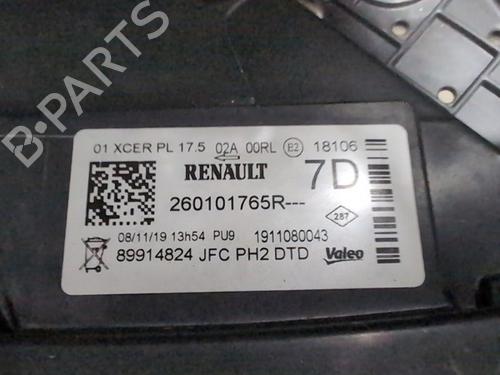 B-PARTS
01 XCER PL 17.5 02A 00RL E2 18106
RENAULT 7D
260101765R---
287
08/11/19 13h54 PU9 1911080043
89914824 JFC PH2 DTD Valeo